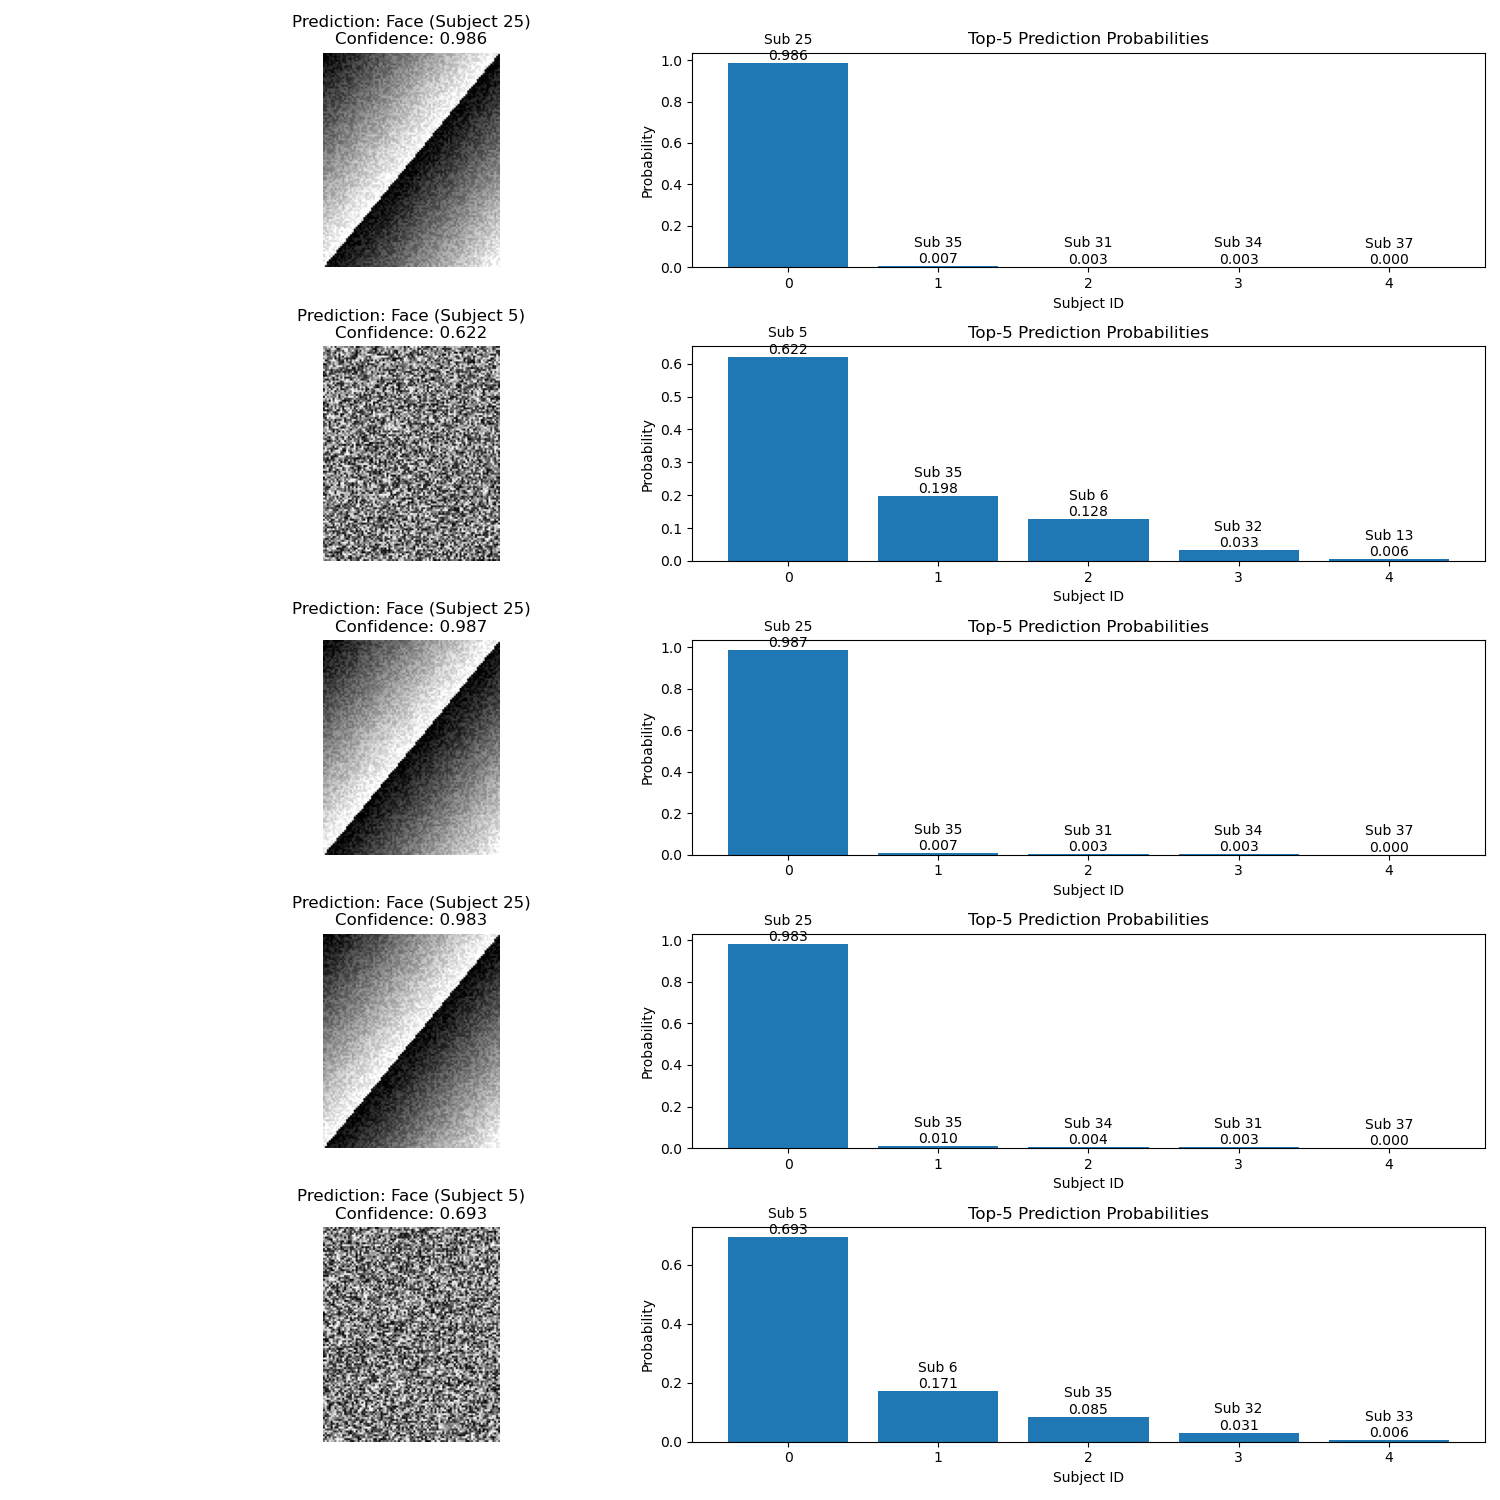 Prediction: Face (Subject 25)
Confidence: 0.986
Top-5 Prediction Probabilities
Sub 25
0.986
Sub 35
0.007
Sub 31
0.003
Sub 34
0.003
Sub 37
0.000
Probability
1.0
0.8
0.6
0.4
0.2
0.0
0 1 2 3 4
Subject ID
Prediction: Face (Subject 5)
Confidence: 0.622
Top-5 Prediction Probabilities
Sub 5
0.622
Sub 35
0.198
Sub 6
0.128
Sub 32
0.033
Sub 13
0.006
Probability
0.6
0.5
0.4
0.3
0.2
0.1
0.0
0 1 2 3 4
Subject ID
Prediction: Face (Subject 25)
Confidence: 0.987
Top-5 Prediction Probabilities
Sub 25
0.987
Sub 35
0.007
Sub 31
0.003
Sub 34
0.003
Sub 37
0.000
Probability
1.0
0.8
0.6
0.4
0.2
0.0
0 1 2 3 4
Subject ID
Prediction: Face (Subject 25)
Confidence: 0.983
Top-5 Prediction Probabilities
Sub 25
0.983
Sub 35
0.010
Sub 34
0.004
Sub 31
0.003
Sub 37
0.000
Probability
1.0
0.8
0.6
0.4
0.2
0.0
0 1 2 3 4
Subject ID
Prediction: Face (Subject 5)
Confidence: 0.693
Top-5 Prediction Probabilities
Sub 5
0.693
Sub 6
0.171
Sub 35
0.085
Sub 32
0.031
Sub 33
0.006
Probability
0.6
0.4
0.2
0.0
0 1 2 3 4
Subject ID